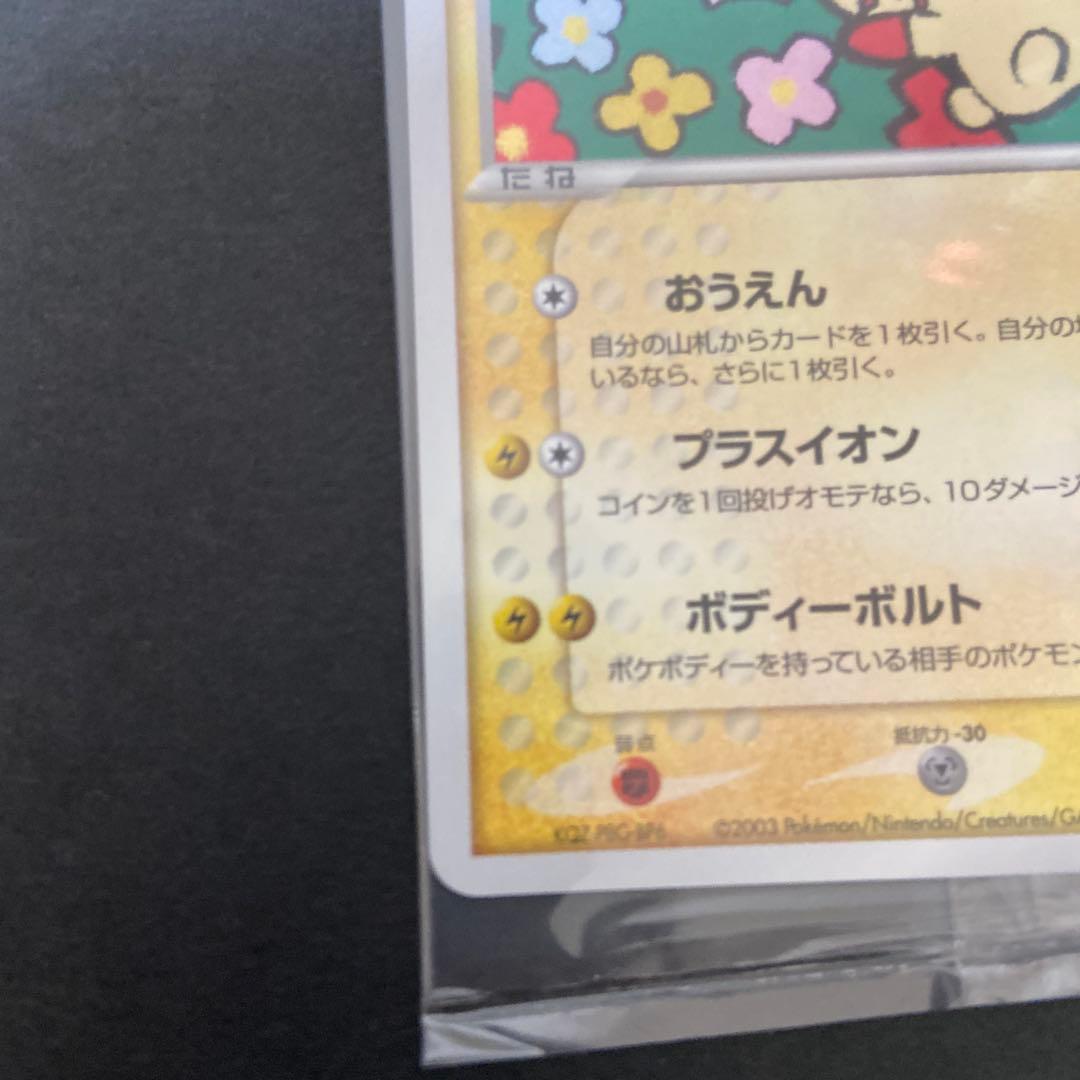 たね
おうえん
自分の山札からカードを1枚引く。自分の
いるなら、さらに1枚引く。
プラスイオン
コインを1回投げオモテなら、10ダメージ
ボディーボルト
ポケボディーを持っている相手のポケモン
弱点
抵抗力 -30
©2003 Pokémon/Nintendo/Creatures/GA